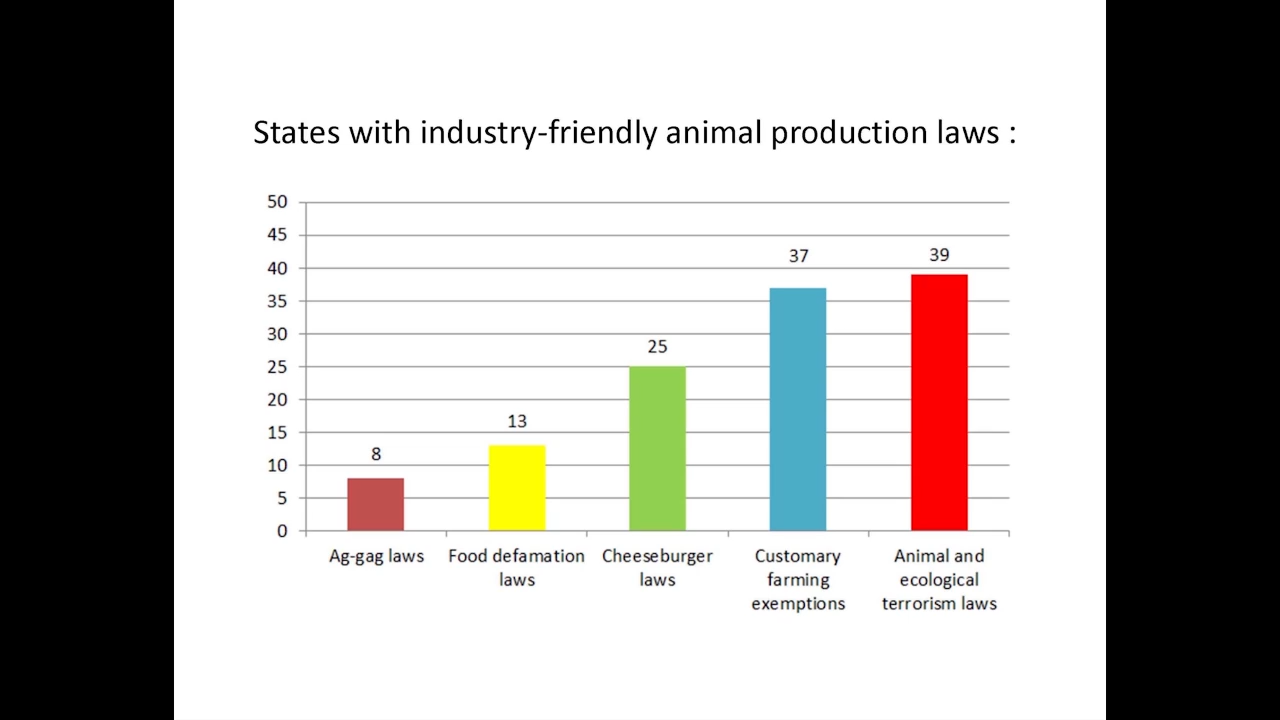 States with industry-friendly animal production laws :
50
45
40
35
30
25
20
15
10
5
0
8
13
25
37
39
Ag-gag laws
Food defamation
laws
Cheeseburger
laws
Customary
farming
exemptions
Animal and
ecological
terrorism laws